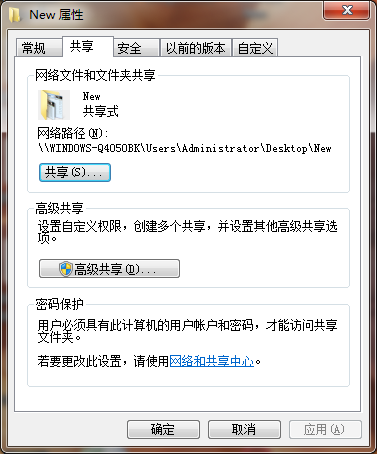 New 属性
常规
共享
安全
以前的版本
自定义
网络文件和文件夹共享
New
共享式
网络路径(N):
\\WINDOWS-Q4050BK\Users\Administrator\Desktop\New
共享(S)...
高级共享
设置自定义权限，创建多个共享，并设置其他高级共享选
项。
高级共享(D)...
密码保护
用户必须具有此计算机的用户帐户和密码，才能访问共享
文件夹。
若要更改此设置，请使用网络和共享中心。
确定
取消
应用(A)